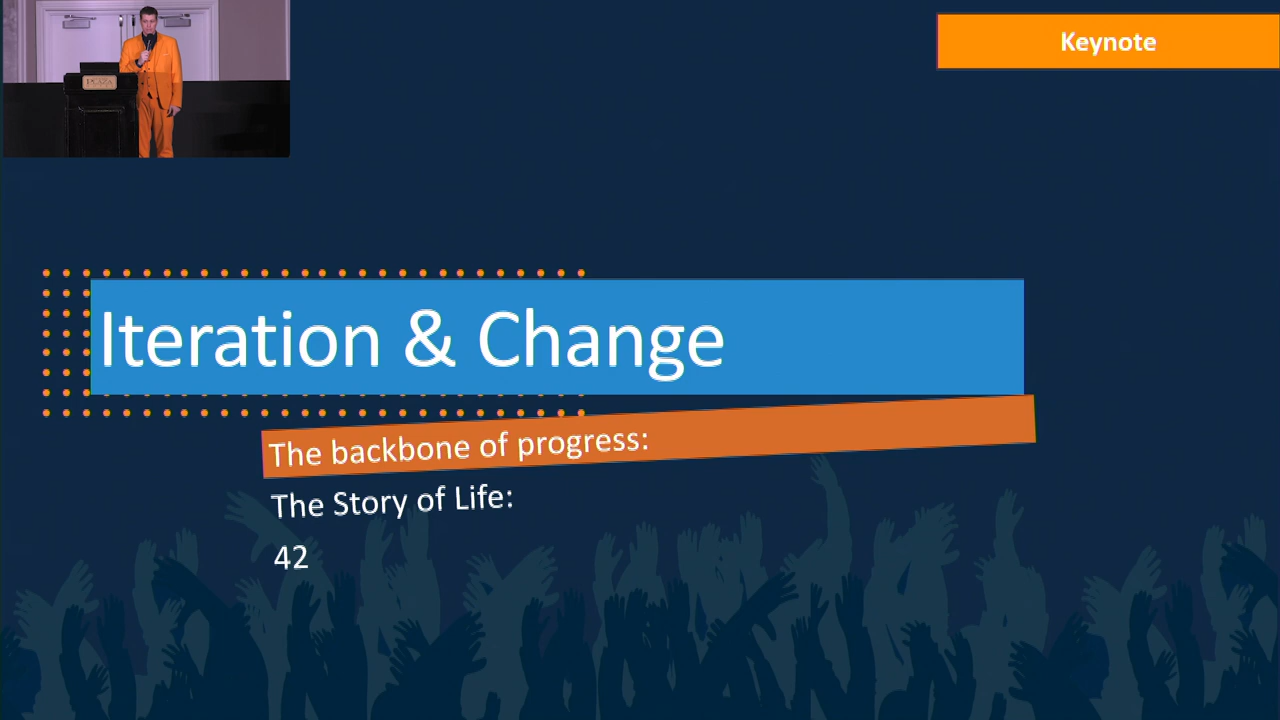 Keynote
Iteration & Change
The backbone of progress:
The Story of Life:
42